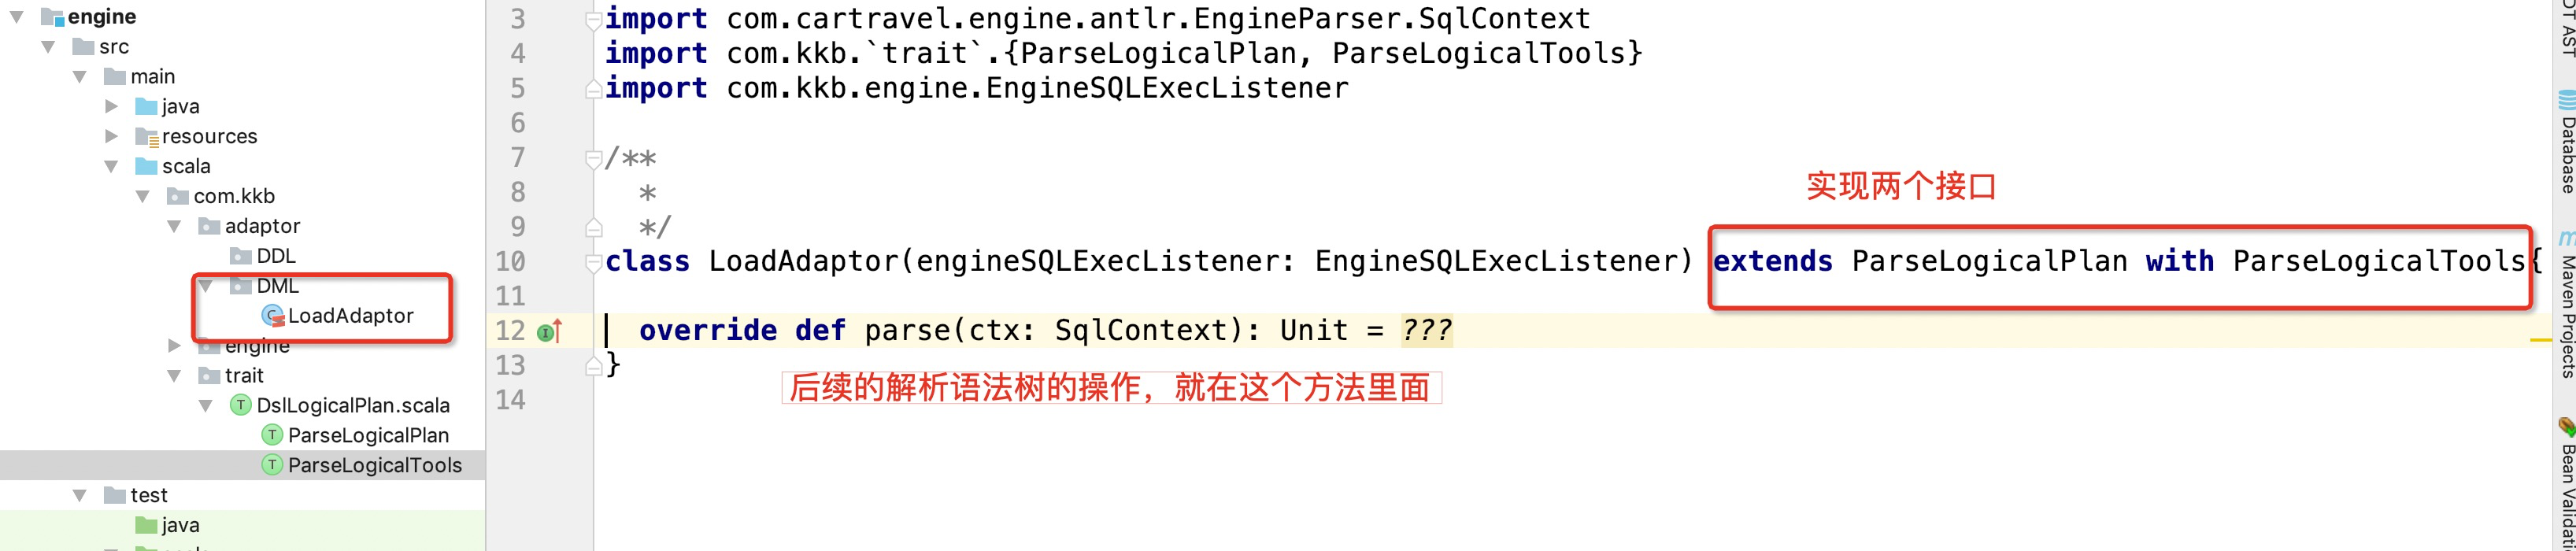 engine
src
main
java
resources
scala
com.kkb
adaptor
DDL
DML
LoadAdaptor
engine
trait
DslLogicalPlan.scala
ParseLogicalPlan
ParseLogicalTools
test
java
3 import com.cartravel.engine.antlr.EngineParser.SqlContext
4 import com.kkb.`trait`.{ParseLogicalPlan, ParseLogicalTools}
5 import com.kkb.engine.EngineSQLExecListener
6
7 /**
8 *
9 */
实现两个接口
10 class LoadAdaptor(engineSQLExecListener: EngineSQLExecListener) extends ParseLogicalPlan with ParseLogicalTools{
11
12 override def parse(ctx: SqlContext): Unit = ???
13 }
后续的解析语法树的操作，就在这个方法里面
14
AST
Database
Maven Projects